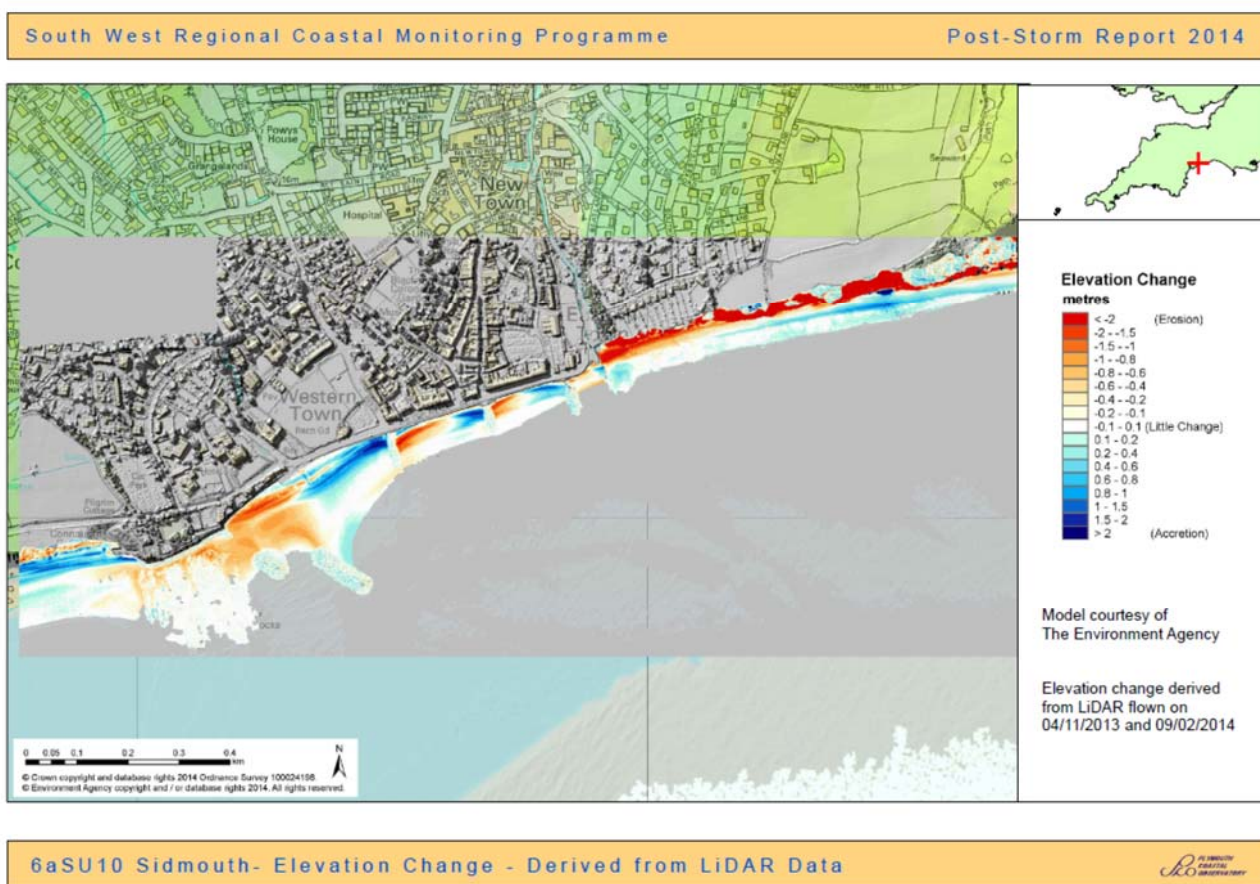 South West Regional Coastal Monitoring Programme
Post-Storm Report 2014
Powys
House
Hospital
New
Town
Western
Town
Elevation Change
metres
< -2 (Erosion)
-2 - -1.5
-1.5 - -1
-1 - -0.8
-0.8 - -0.6
-0.6 - -0.4
-0.4 - -0.2
-0.2 - -0.1
-0.1 - 0.1 (Little Change)
0.1 - 0.2
0.2 - 0.4
0.4 - 0.6
0.6 - 0.8
0.8 - 1
1 - 1.5
1.5 - 2
> 2 (Accretion)
Model courtesy of
The Environment Agency
Elevation change derived
from LiDAR flown on
04/11/2013 and 09/02/2014
Pilgrim
Cottage
0 0.05 0.1 0.2 0.3 0.4
km
N
© Crown copyright and database rights 2014 Ordnance Survey 100024198.
© Environment Agency copyright and / or database rights 2014. All rights reserved.
6aSU10 Sidmouth- Elevation Change - Derived from LiDAR Data
PLYMOUTH
COASTAL
OBSERVATORY